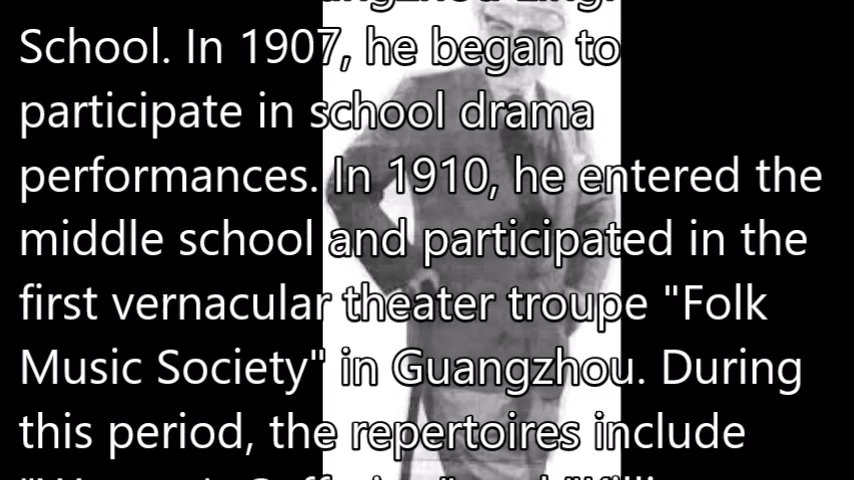 School. In 1907, he began to
participate in school drama
performances. In 1910, he entered the
middle school and participated in the
first vernacular theater troupe "Folk
Music Society" in Guangzhou. During
this period, the repertoires include